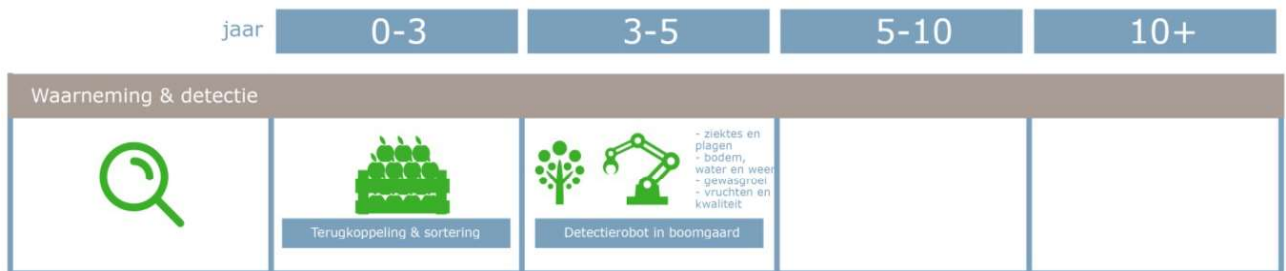 jaar 0-3 3-5 5-10 10+
Waarneming & detectie
- ziektes en
plagen
- bodem,
water en weer
- gewasgroei
- vruchten en
kwaliteit
Terugkoppeling & sortering
Detectierobot in boomgaard